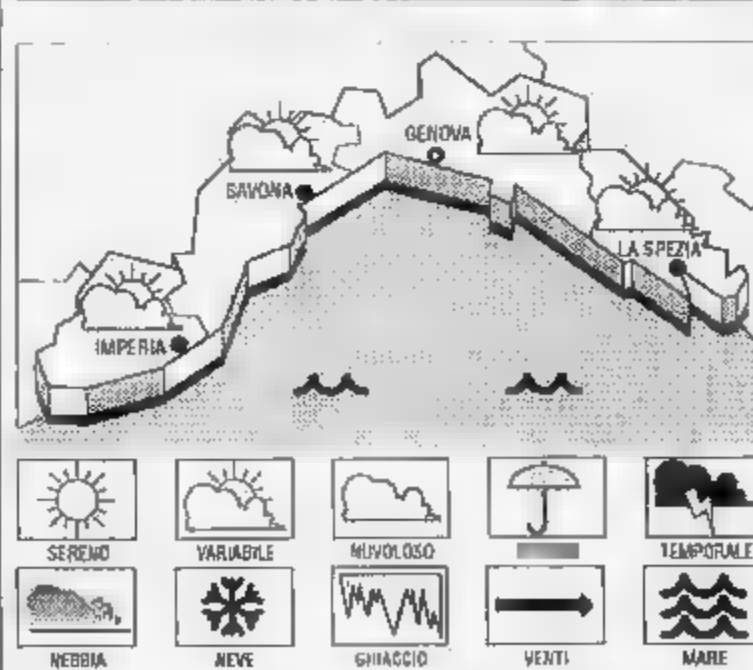 GENOVA
SAVONA
LA SPEZIA
IMPERIA
SERENO VARIABILE NUVOLOSO TEMPORALE
NEBBIA NEVE GHIACCIO VENTI MARE